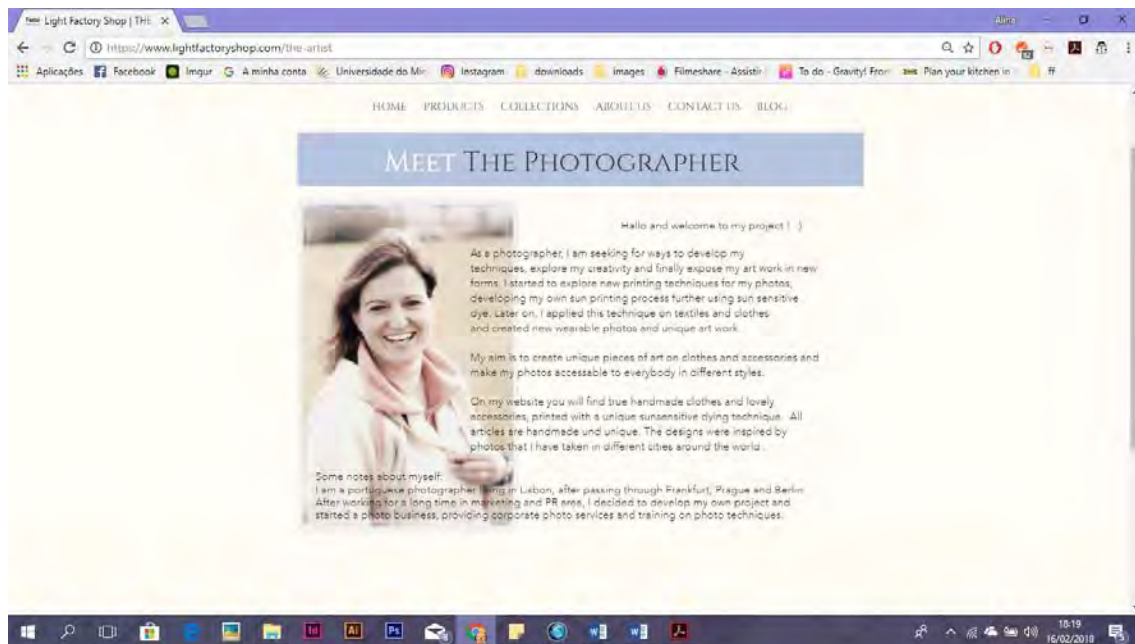 Light Factory Shop | THE
Alina
https://www.lightfactoryshop.com/the-artist
Aplicações Facebook Imgur A minha conta Universidade do Mi Instagram downloads images Filmeshare - Assistir To do - Gravity! From Plan your kitchen in ff
HOME PRODUCTS COLLECTIONS ABOUT US CONTACT US BLOG
MEET THE PHOTOGRAPHER
Hallo and welcome to my project ! :)
As a photographer, I am seeking for ways to develop my
techniques, explore my creativity and finally expose my art work in new
forms. I started to explore new printing techniques for my photos,
developing my own sun printing process further using sun sensitive
dye. Later on, I applied this technique on textiles and clothes
and created new wearable photos and unique art work.
My aim is to create unique pieces of art on clothes and accessories and
make my photos accessable to everybody in different styles.
On my website you will find true handmade clothes and lovely
accessories, printed with a unique sunsensitive dying technique. All
articles are handmade und unique. The designs were inspired by
photos that I have taken in different cities around the world .
Some notes about myself:
I am a portuguese photographer living in Lisbon, after passing through Frankfurt, Prague and Berlin.
After working for a long time in marketing and PR area, I decided to develop my own project and
started a photo business, providing corporate photo services and training on photo techniques.
18:19
16/02/2018